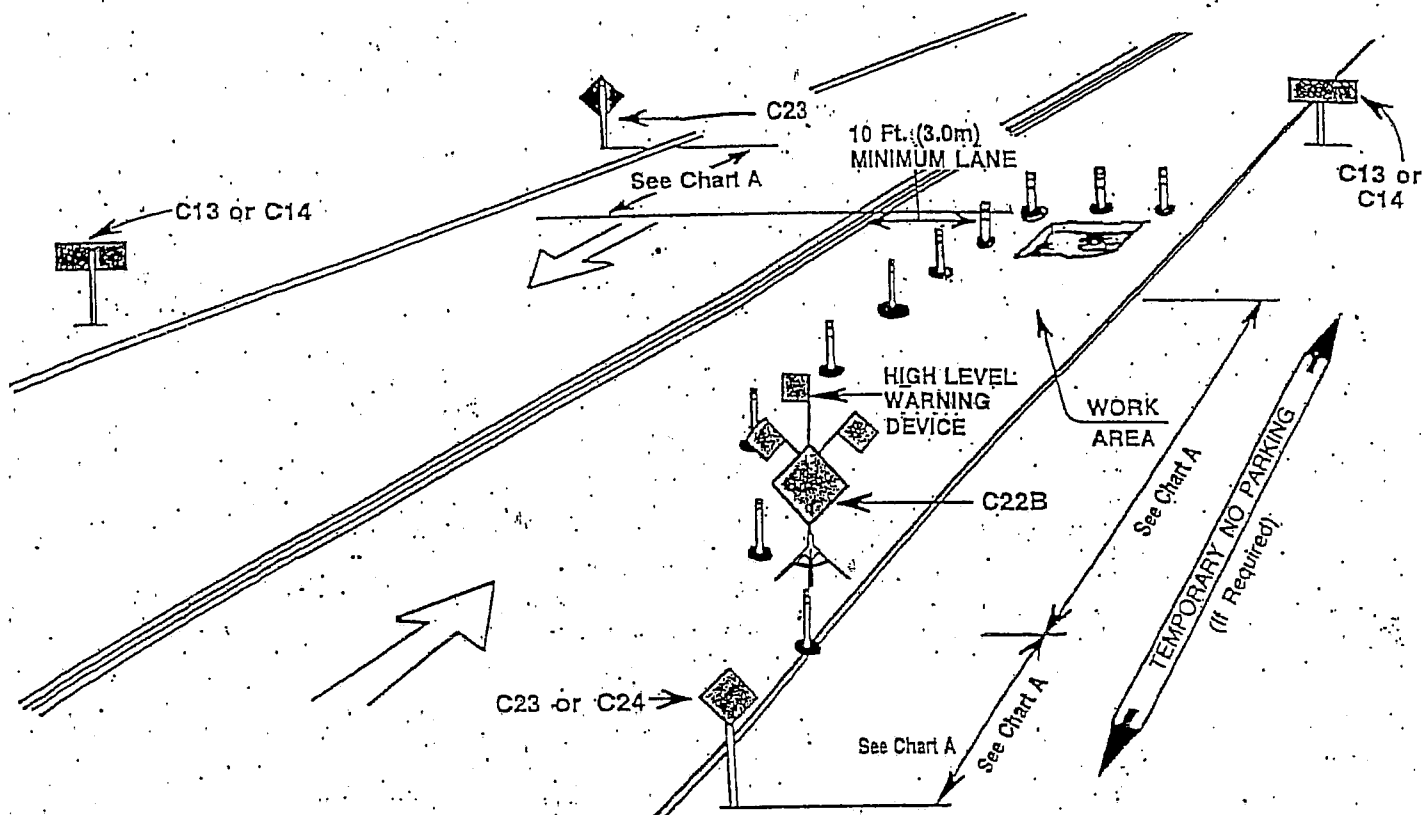 C23
10 Ft. (3.0m)
MINIMUM LANE
See Chart A
C13 or C14
C13 or
C14
HIGH LEVEL
WARNING
DEVICE
WORK
AREA
C22B
See Chart A
TEMPORARY NO PARKING
(If Required)
C23 or C24
See Chart A
See Chart A